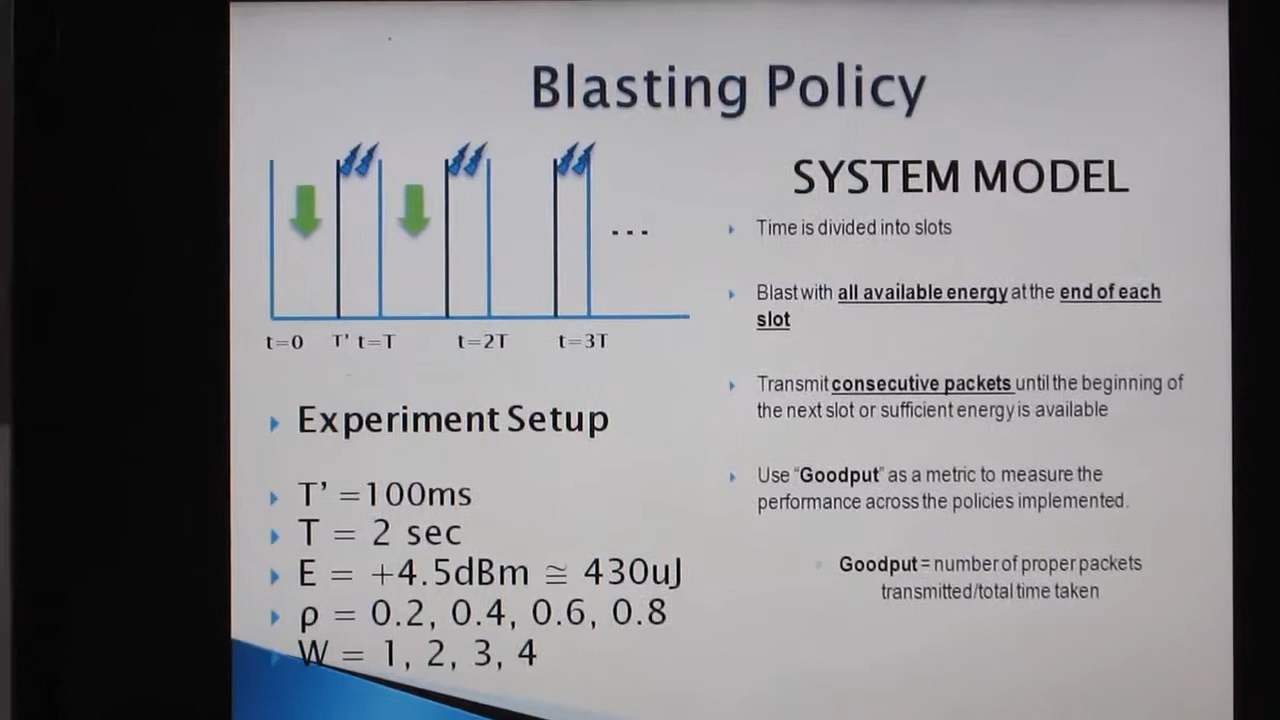 Blasting Policy
t=0 T' t=T t=2T t=3T
...
Experiment Setup
T' =100ms
T = 2 sec
E = +4.5dBm ≅ 430uJ
ρ = 0.2, 0.4, 0.6, 0.8
W = 1, 2, 3, 4
SYSTEM MODEL
Time is divided into slots
Blast with all available energy at the end of each
slot
Transmit consecutive packets until the beginning of
the next slot or sufficient energy is available
Use "Goodput" as a metric to measure the
performance across the policies implemented.
Goodput = number of proper packets
transmitted/total time taken